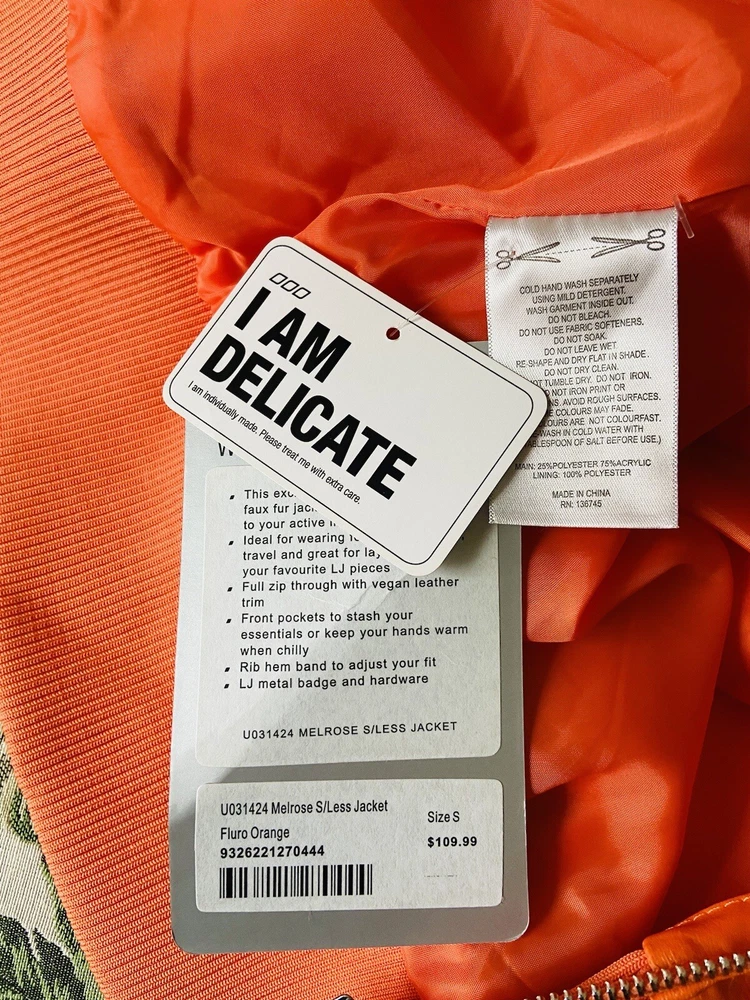 I AM
DELICATE
I am individually made. Please treat me with extra care.
COLD HAND WASH SEPARATELY
USING MILD DETERGENT.
WASH GARMENT INSIDE OUT.
DO NOT BLEACH.
DO NOT USE FABRIC SOFTENERS.
DO NOT SOAK.
DO NOT LEAVE WET
RE-SHAPE AND DRY FLAT IN SHADE.
DO NOT DRY CLEAN.
TUMBLE DRY. DO NOT IRON.
NOT IRON PRINT OR
AVOID ROUGH SURFACES.
COLOURS MAY FADE.
ARE NOT COLOURFAST.
IN COLD WATER WITH
OF SALT BEFORE USE.)
MAIN: 25%POLYESTER 75%ACRYLIC
LINING: 100% POLYESTER
MADE IN CHINA
RN: 136745
This
faux fur
to your active
Ideal for wearing
travel and great for
your favourite LJ pieces
Full zip through with vegan leather
trim
Front pockets to stash your
essentials or keep your hands warm
when chilly
Rib hem band to adjust your fit
LJ metal badge and hardware
U031424 MELROSE S/LESS JACKET
U031424 Melrose S/Less Jacket
Fluro Orange
Size S
9326221270444
$109.99